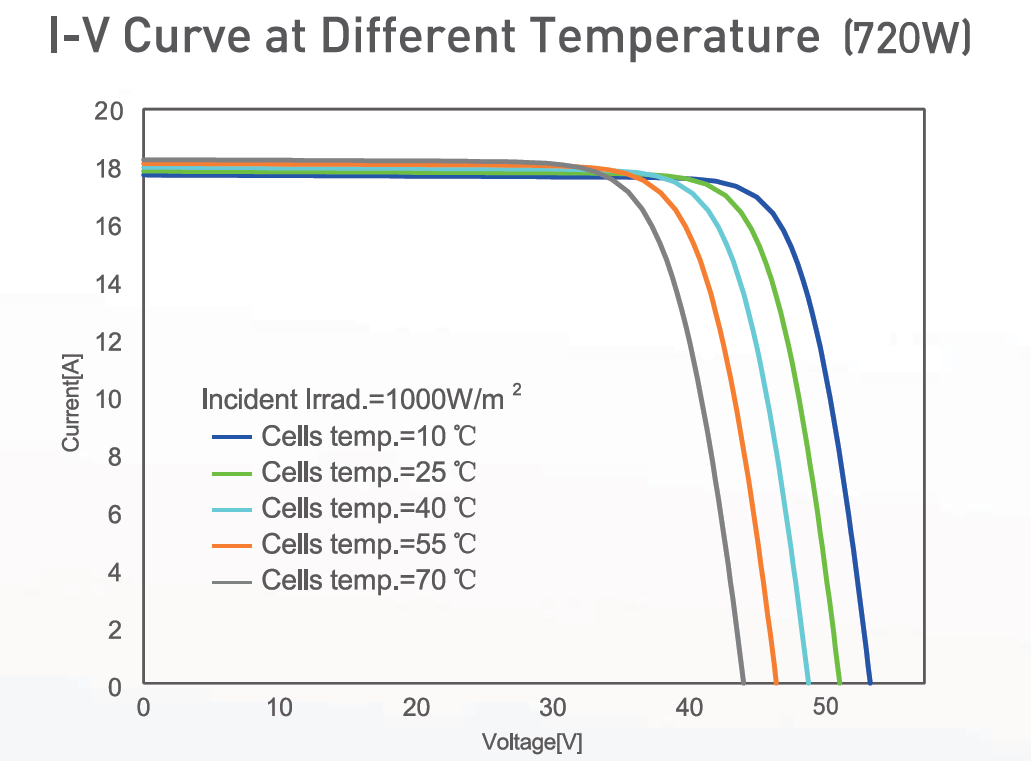 I-V Curve at Different Temperature (720W)
20
18
16
14
12
10
8
6
4
2
0
Current[A]
Incident Irrad.=1000W/m ²
Cells temp.=10 ℃
Cells temp.=25 ℃
Cells temp.=40 ℃
Cells temp.=55 ℃
Cells temp.=70 ℃
0 10 20 30 40 50
Voltage[V]